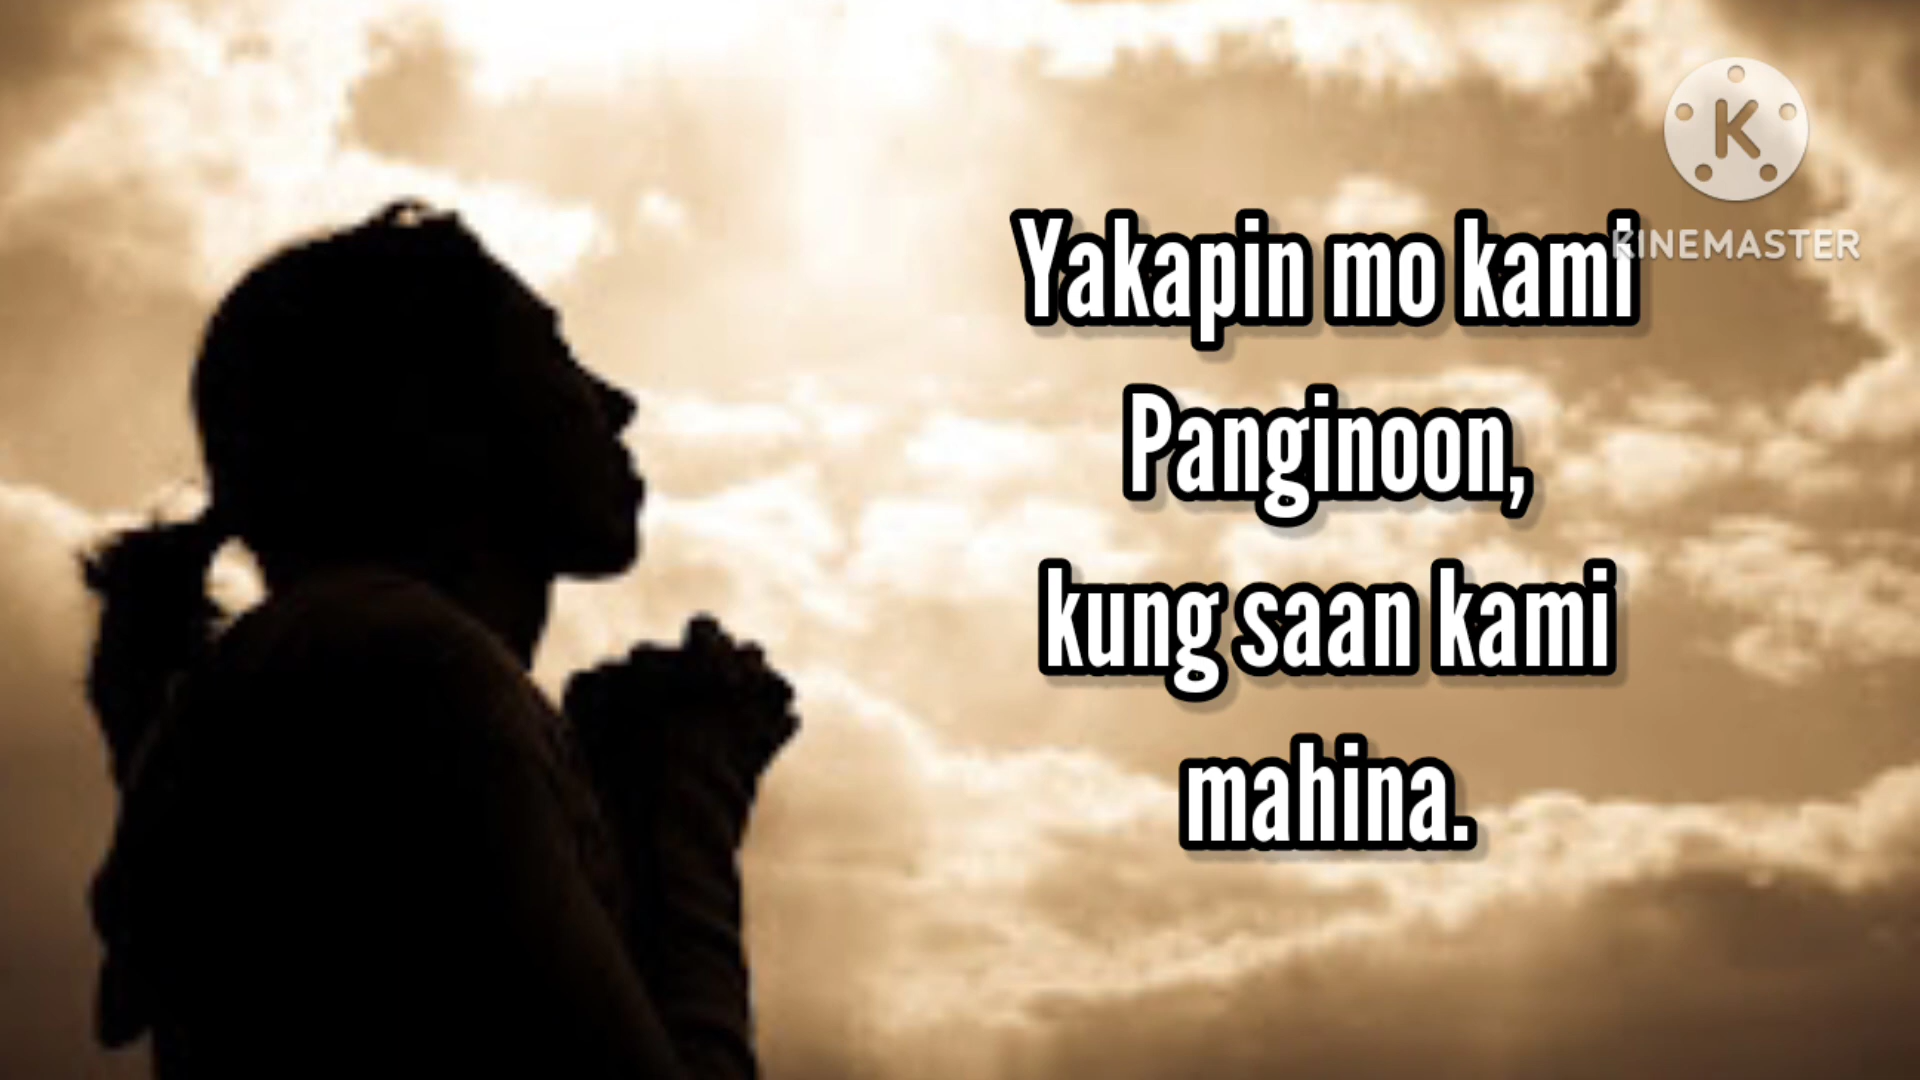 K
KINEMASTER
Yakapin mo kami
Panginoon,
kung saan kami
mahina.